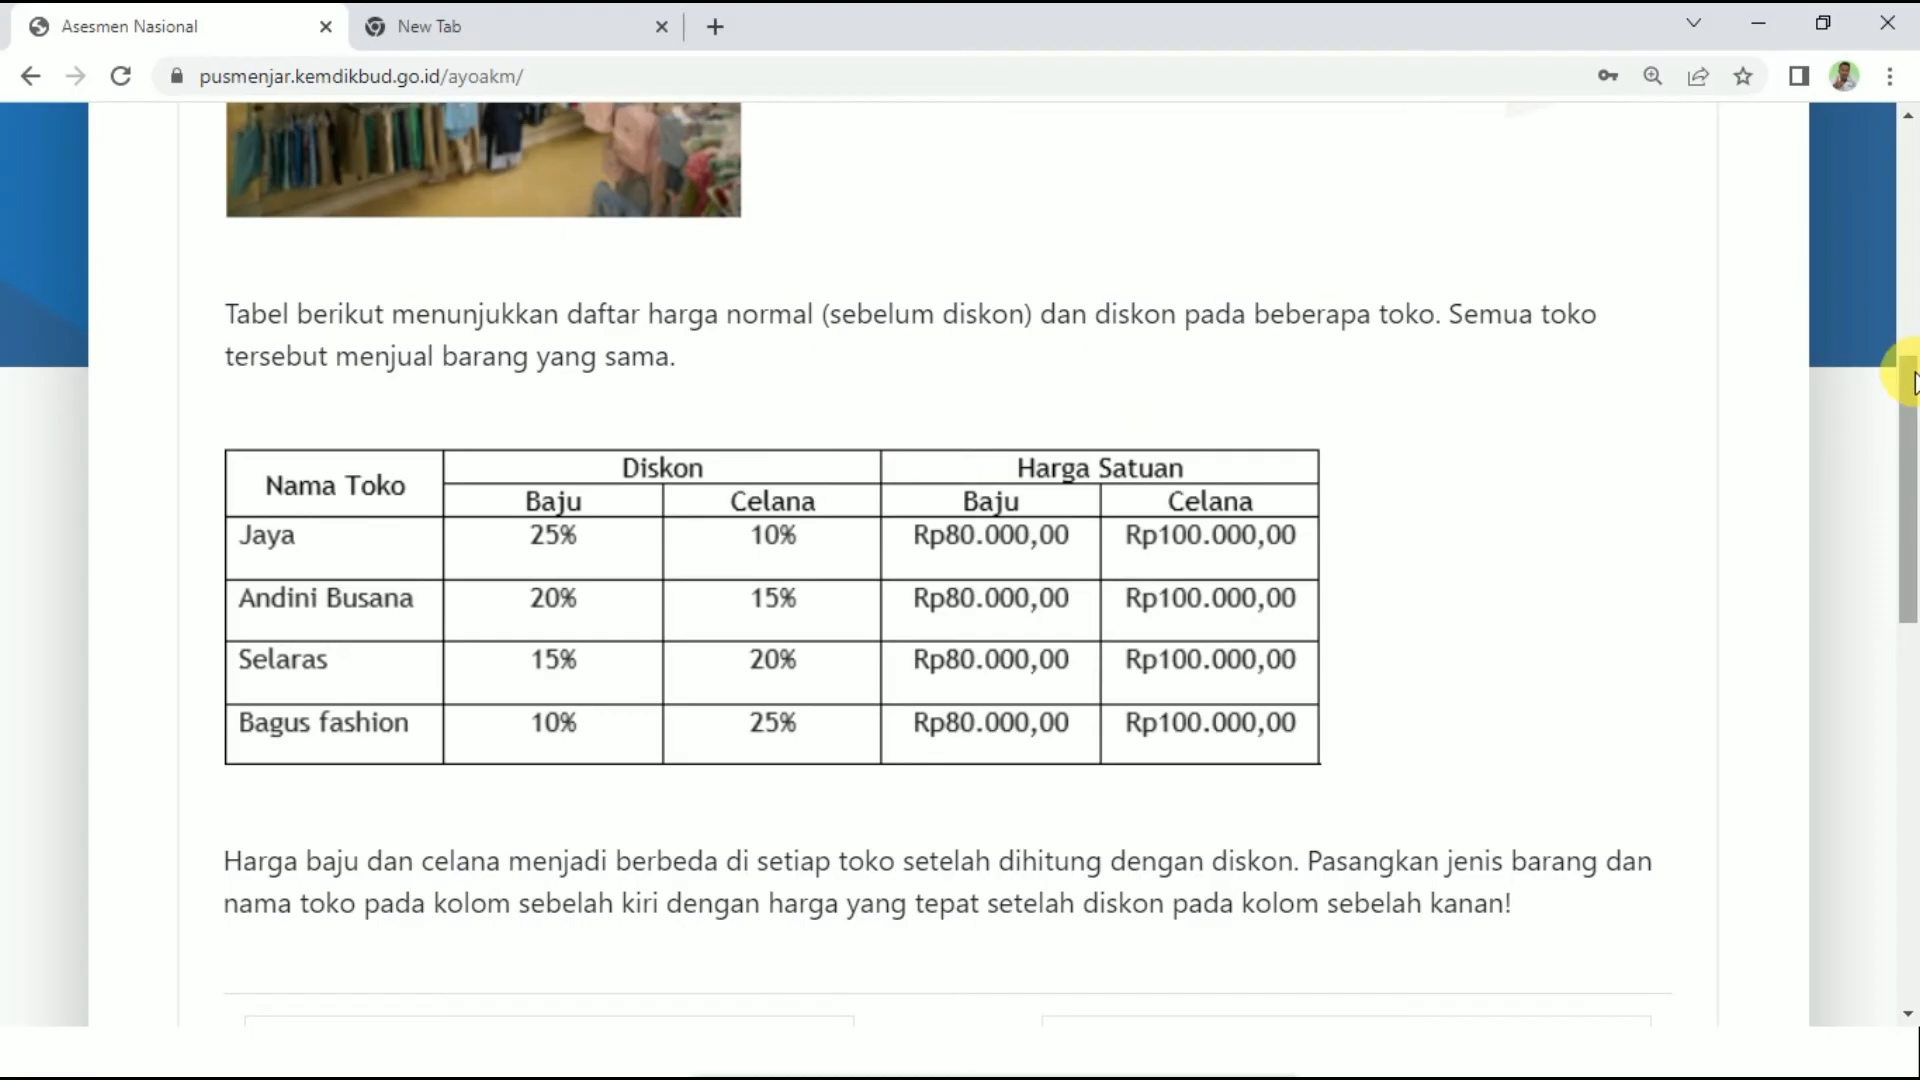 Asesmen Nasional
New Tab
pusmenjar.kemdikbud.go.id/ayoakm/
Tabel berikut menunjukkan daftar harga normal (sebelum diskon) dan diskon pada beberapa toko. Semua toko
tersebut menjual barang yang sama.
Nama Toko Diskon Harga Satuan
Baju Celana Baju Celana
Jaya 25% 10% Rp80.000,00 Rp100.000,00
Andini Busana 20% 15% Rp80.000,00 Rp100.000,00
Selaras 15% 20% Rp80.000,00 Rp100.000,00
Bagus fashion 10% 25% Rp80.000,00 Rp100.000,00
Harga baju dan celana menjadi berbeda di setiap toko setelah dihitung dengan diskon. Pasangkan jenis barang dan
nama toko pada kolom sebelah kiri dengan harga yang tepat setelah diskon pada kolom sebelah kanan!